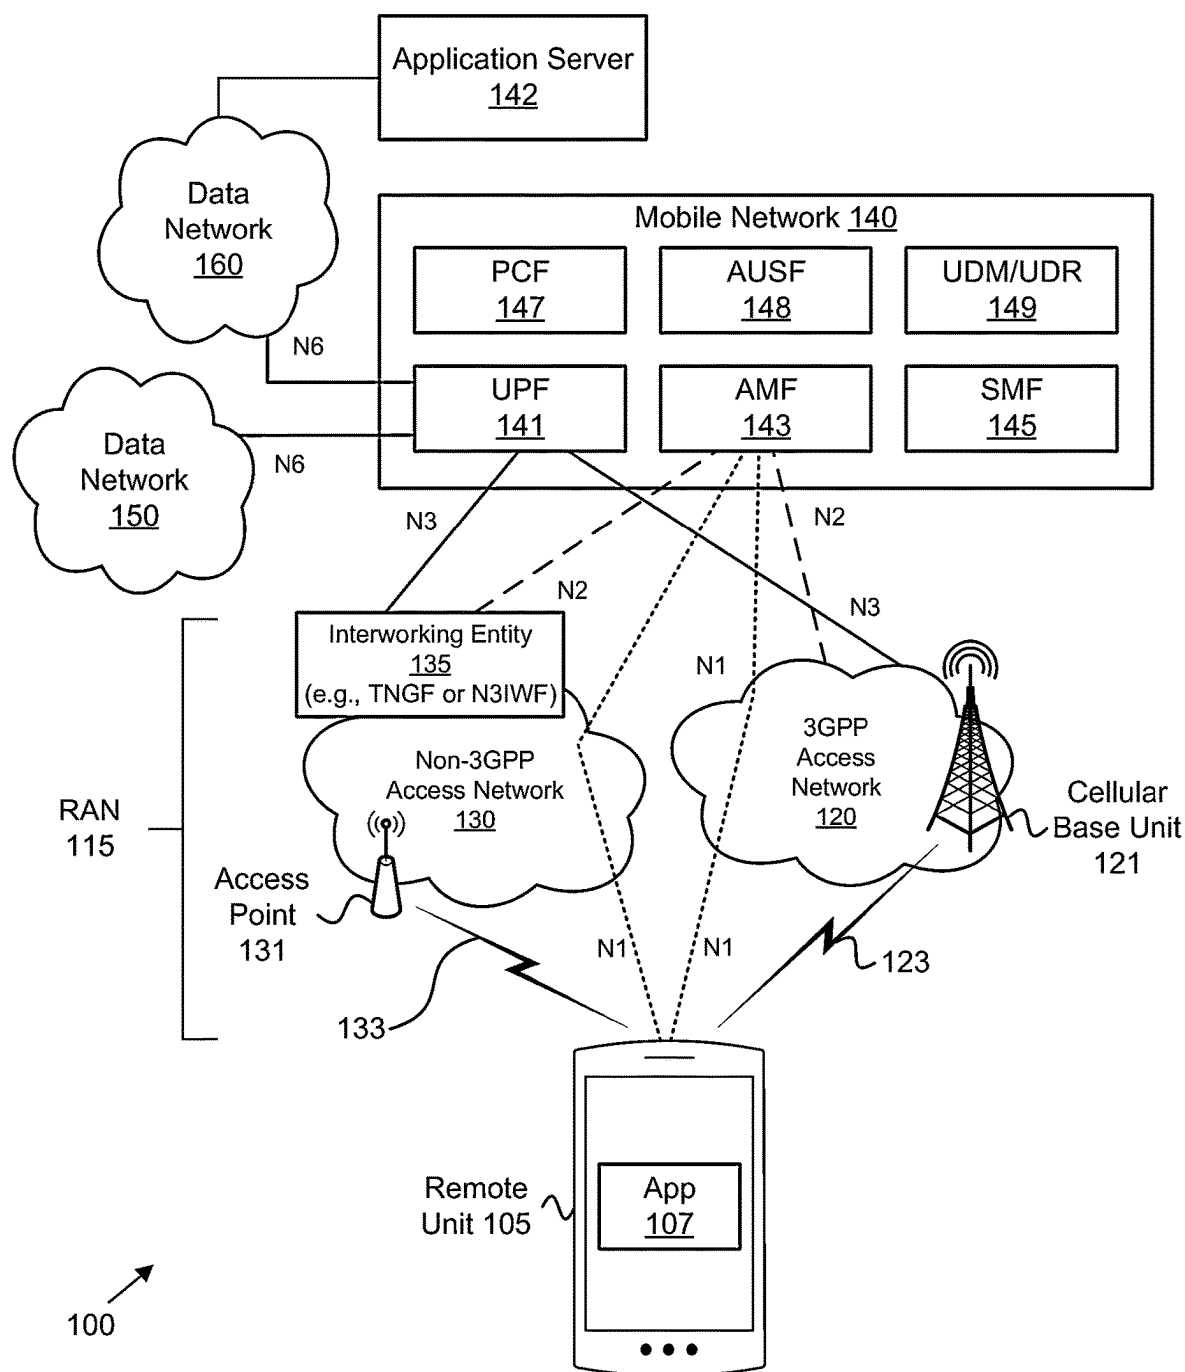 Application Server
142
Data
Network
160
Mobile Network 140
PCF
147
AUSF
148
UDM/UDR
149
N6
UPF
141
AMF
143
SMF
145
Data
Network
150
N6
N3
N2
N2
N3
Interworking Entity
135
(e.g., TNGF or N3IWF)
N1
Non-3GPP
Access Network
130
3GPP
Access
Network
120
RAN
115
Cellular
Base Unit
121
Access
Point
131
N1
N1
123
133
Remote
Unit 105
App
107
100